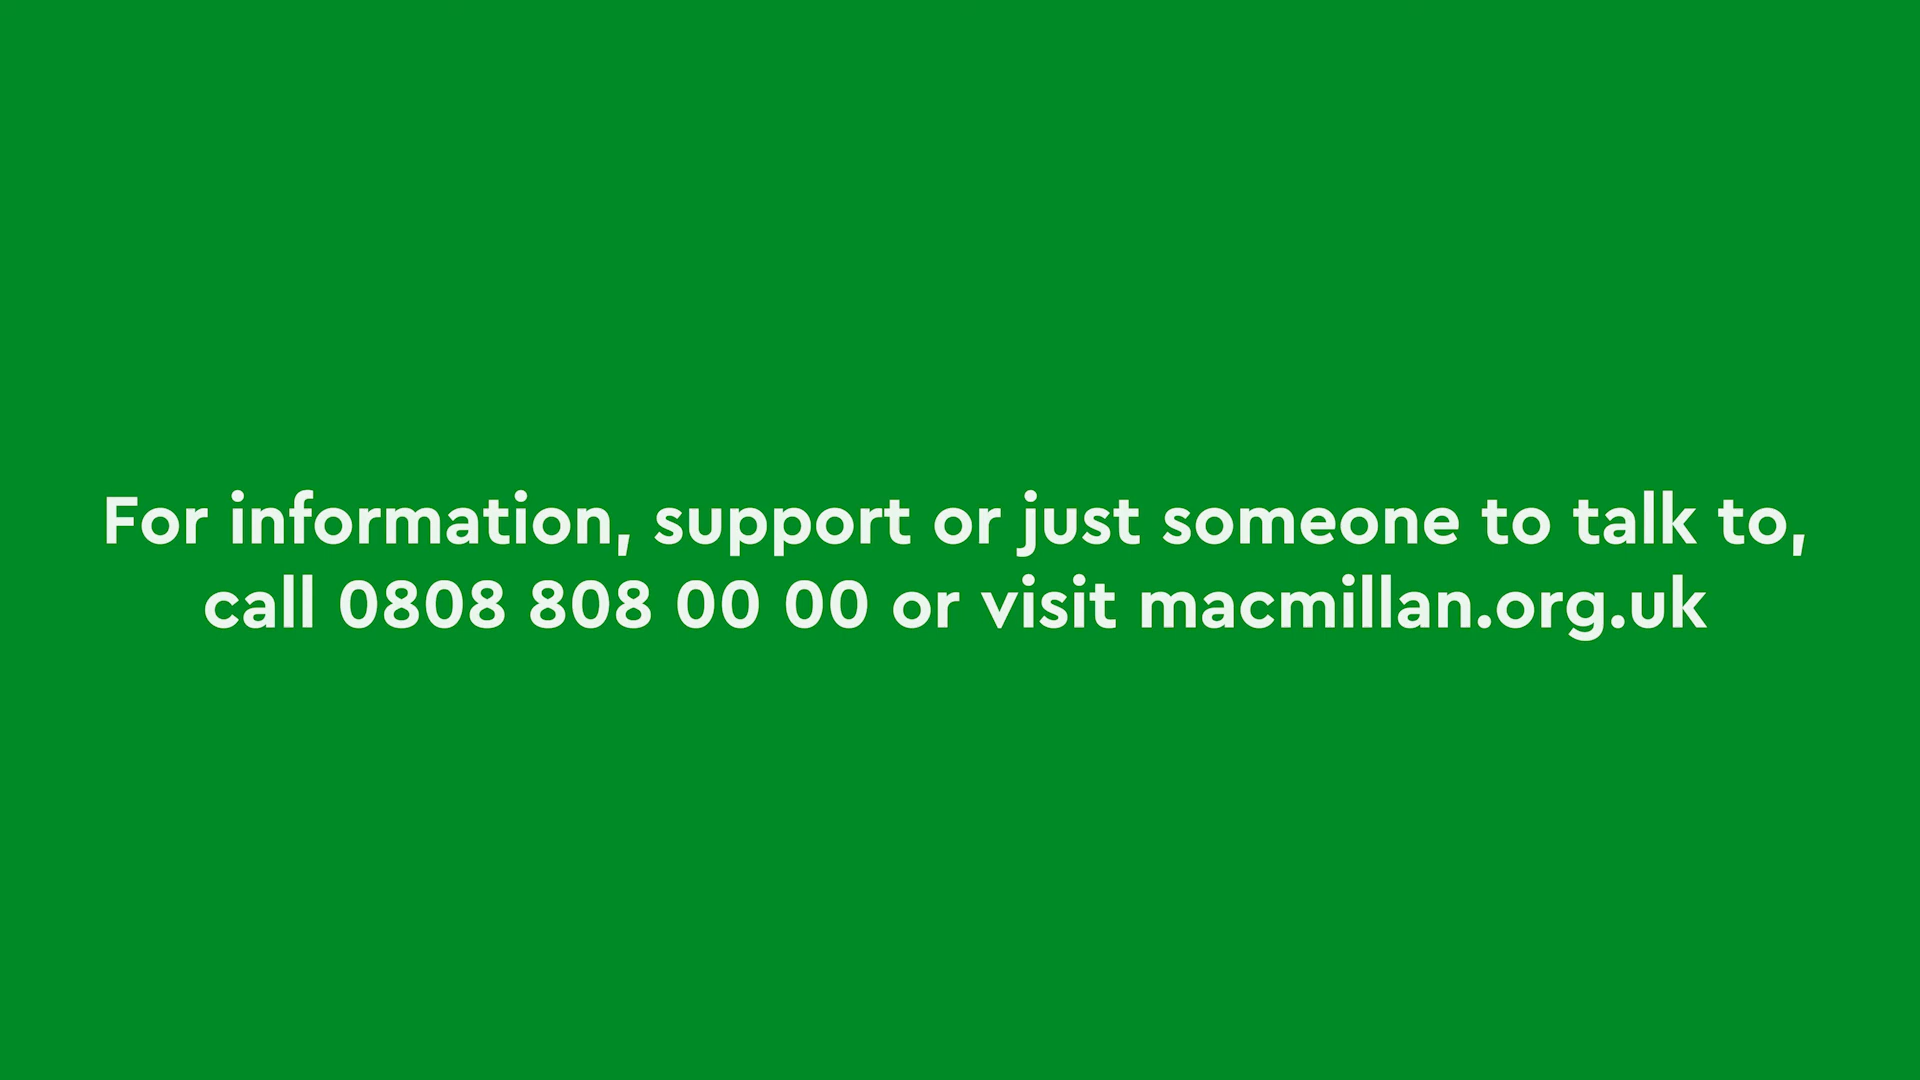 For information, support or just someone to talk to,
call 0808 808 00 00 or visit macmillan.org.uk